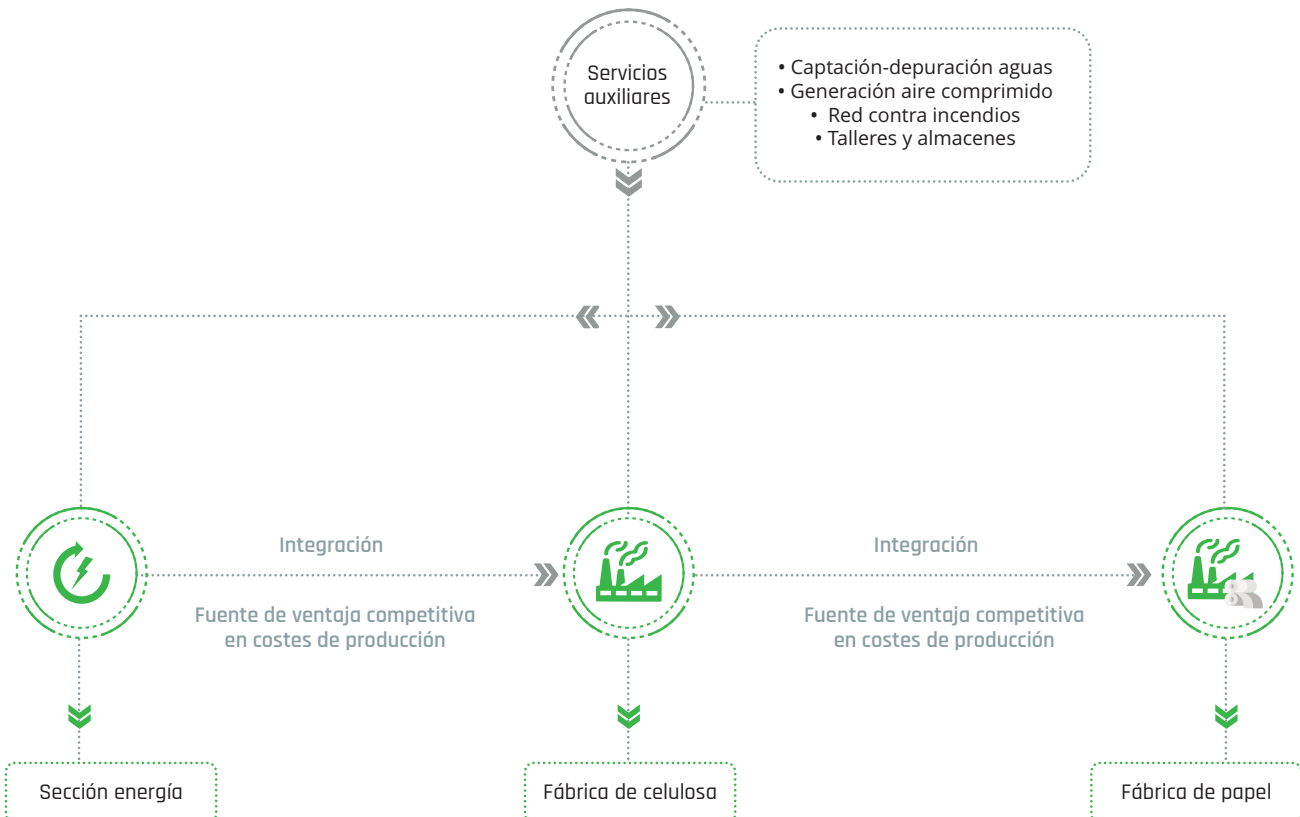 Servicios
auxiliares
• Captación-depuración aguas
• Generación aire comprimido
• Red contra incendios
• Talleres y almacenes
Integración
Fuente de ventaja competitiva
en costes de producción
Integración
Fuente de ventaja competitiva
en costes de producción
Sección energía
Fábrica de celulosa
Fábrica de papel